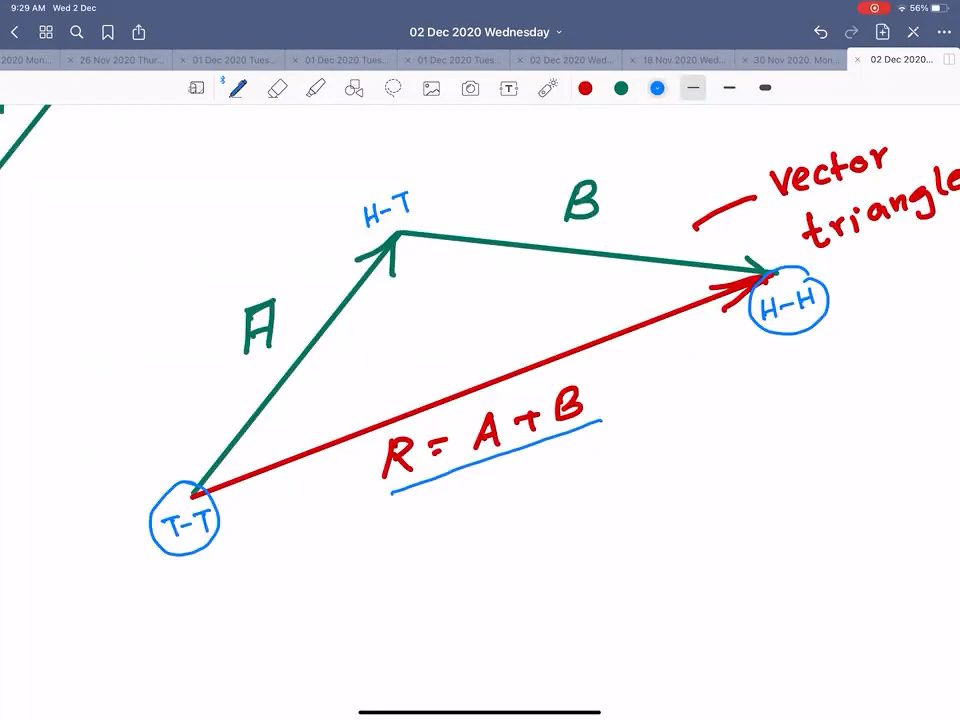 9:29 AM Wed 2 Dec
56%
02 Dec 2020 Wednesday
2020 Mon...
26 Nov 2020 Thur...
01 Dec 2020 Tues...
01 Dec 2020 Tues...
01 Dec 2020 Tues...
02 Dec 2020 Wed...
18 Nov 2020 Wed...
30 Nov 2020. Mon...
02 Dec 2020...
T
vector
triangle
H-T
B
A
H-H
R = A + B
T-T